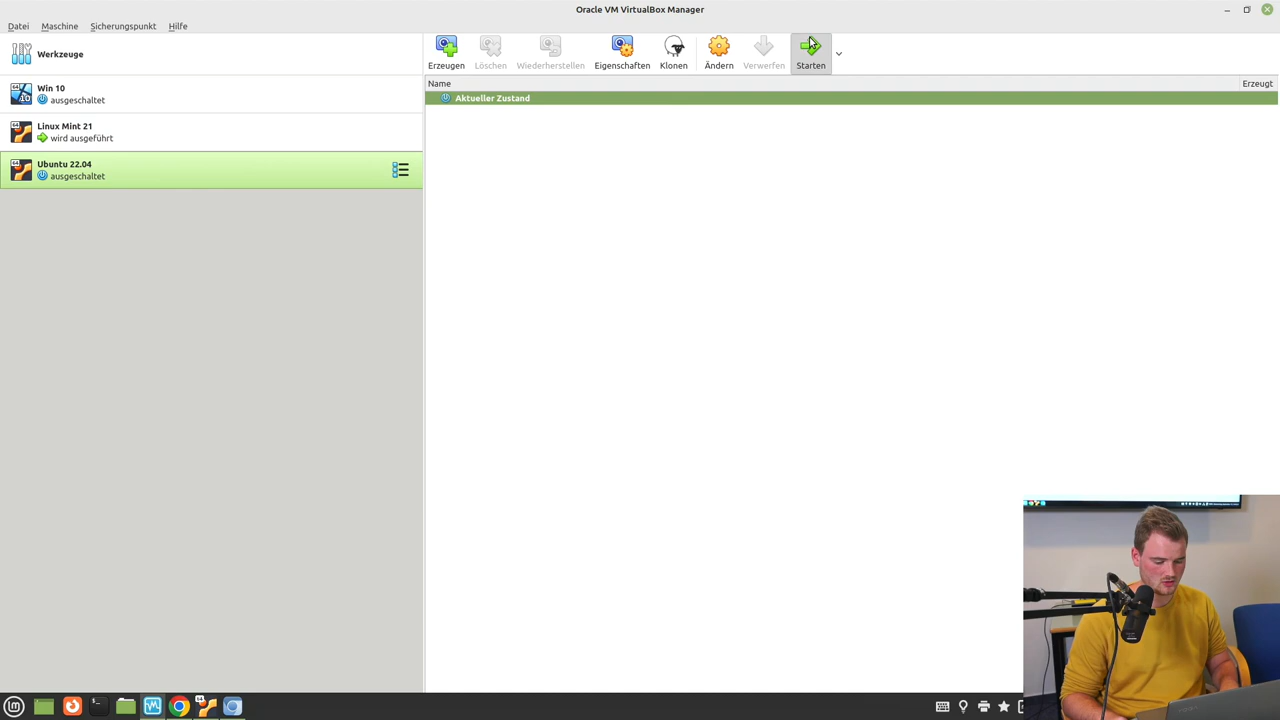 Oracle VM VirtualBox Manager
Datei Maschine Sicherungspunkt Hilfe
Werkzeuge
Erzeugen Löschen Wiederherstellen Eigenschaften Klonen Ändern Verwerfen Starten
Name Erzeugt
Aktueller Zustand
Win 10
ausgeschaltet
Linux Mint 21
wird ausgeführt
Ubuntu 22.04
ausgeschaltet